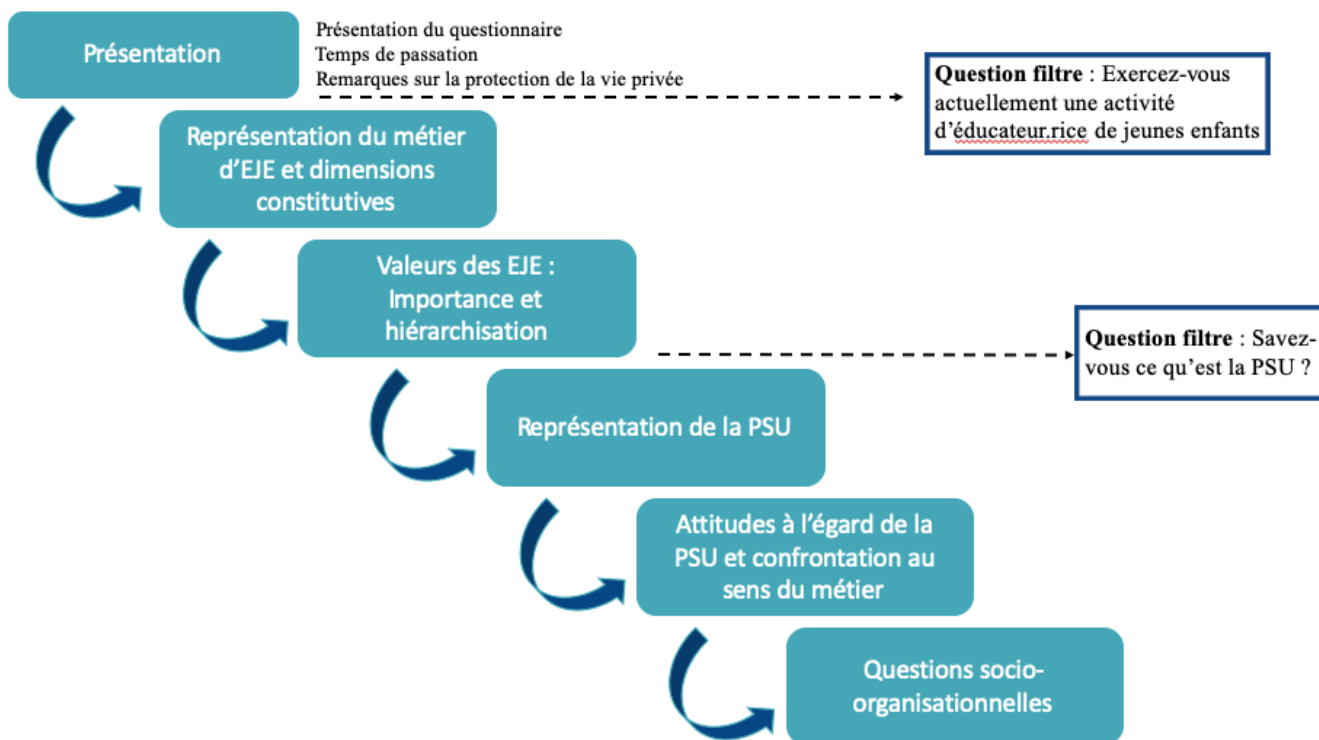 Présentation
Présentation du questionnaire
Temps de passation
Remarques sur la protection de la vie privée
Question filtre : Exercez-vous
actuellement une activité
d’éducateur.rice de jeunes enfants
Représentation du métier
d’EJE et dimensions
constitutives
Valeurs des EJE :
Importance et
hiérarchisation
Question filtre : Savez-
vous ce qu’est la PSU ?
Représentation de la PSU
Attitudes à l’égard de la
PSU et confrontation au
sens du métier
Questions socio-
organisationnelles